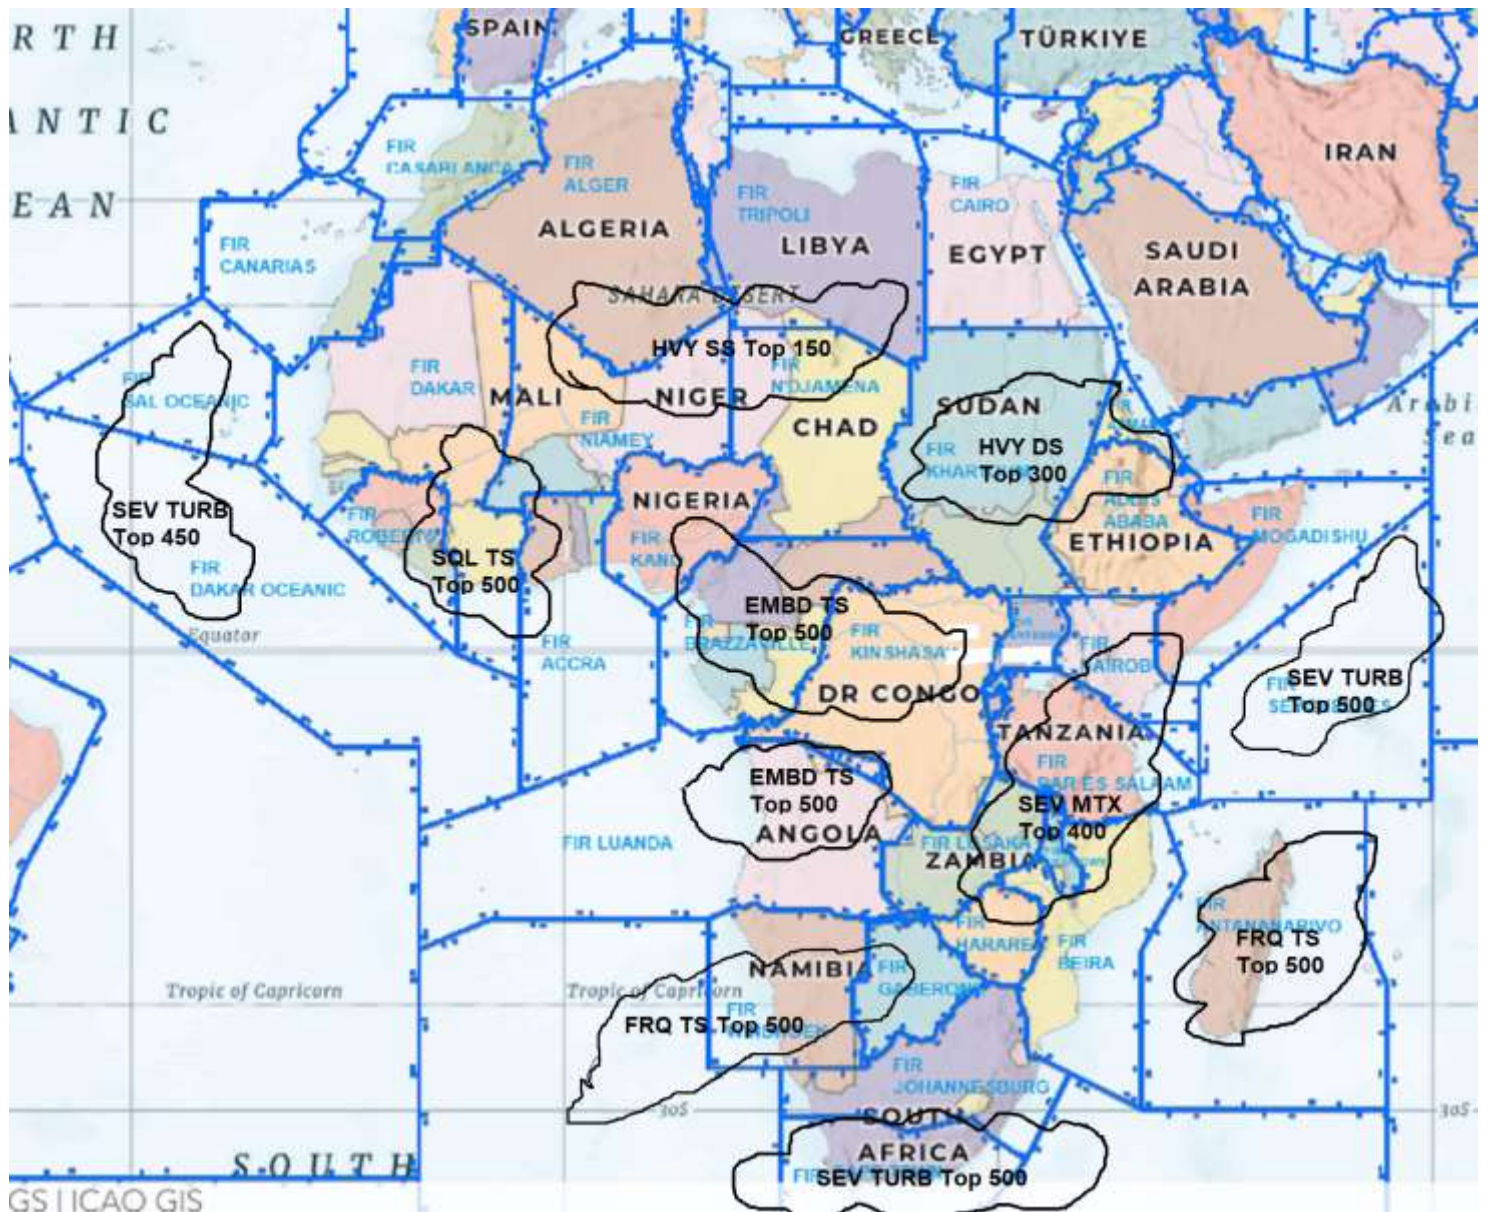 SPAIN
GREECE
TÜRKIYE
RTH
ANTIC
EAN
IRAN
FIR
CASABLANCA
FIR
ALGER
ALGERIA
FIR
TRIPOLI
LIBYA
FIR
CAIRO
EGYPT
SAUDI
ARABIA
FIR
CANARIAS
SAHARA DESERT
HVY SS Top 150
FIR
SAL OCEANIC
FIR
DAKAR
MALI
NIGER
FIR
N'DJAMENA
FIR
NIAMEY
CHAD
SUDAN
FIR
HVY DS
Top 300
FIR
Arabi
Sea
SEV TURB
Top 450
FIR
DAKAR OCEANIC
FIR
SQL TS
Top 500
NIGERIA
FIR
FIR
ADDIS
ABABA
ETHIOPIA
FIR
MOGADISHU
Equator
FIR
ACCRA
EMBD TS
Top 500
FIR
BRAZZAVILLE
FIR
KINSHASA
DR CONGO
FIR
NAIROBI
SEV TURB
Top 500
FIR
TANZANIA
FIR
DAR ES SALAAM
EMBD TS
Top 500
ANGOLA
FIR LUANDA
SEV MTX
Top 400
FIR LUSAKA
ZAMBIA
FIR
HARARE
FIR
BEIRA
FIR
ANTANANARIVO
FRQ TS
Top 500
NAMIBIA
FIR
GABERONE
Tropic of Capricorn
Tropic of Capricorn
FIR
FRQ TS Top 500
FIR
JOHANNESBURG
30S
30S
SOUTH
AFRICA
FIR
SEV TURB Top 500
SOUTH
GS | ICAO GIS